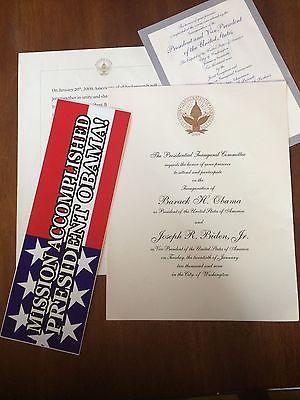 On January 20th, 2009,
President and Vice President
of the United States
The Presidential Inaugural Committee
requests the honor of your presence
to attend and participate
in the
Inauguration of
Barack H. Obama
as President of the United States of America
and
Joseph R. Biden, Jr.
as Vice President of the United States of America
on Tuesday, the twentieth of January
two thousand and nine
in the City of Washington
MISSION ACCOMPLISHED
PRESIDENT OBAMA!